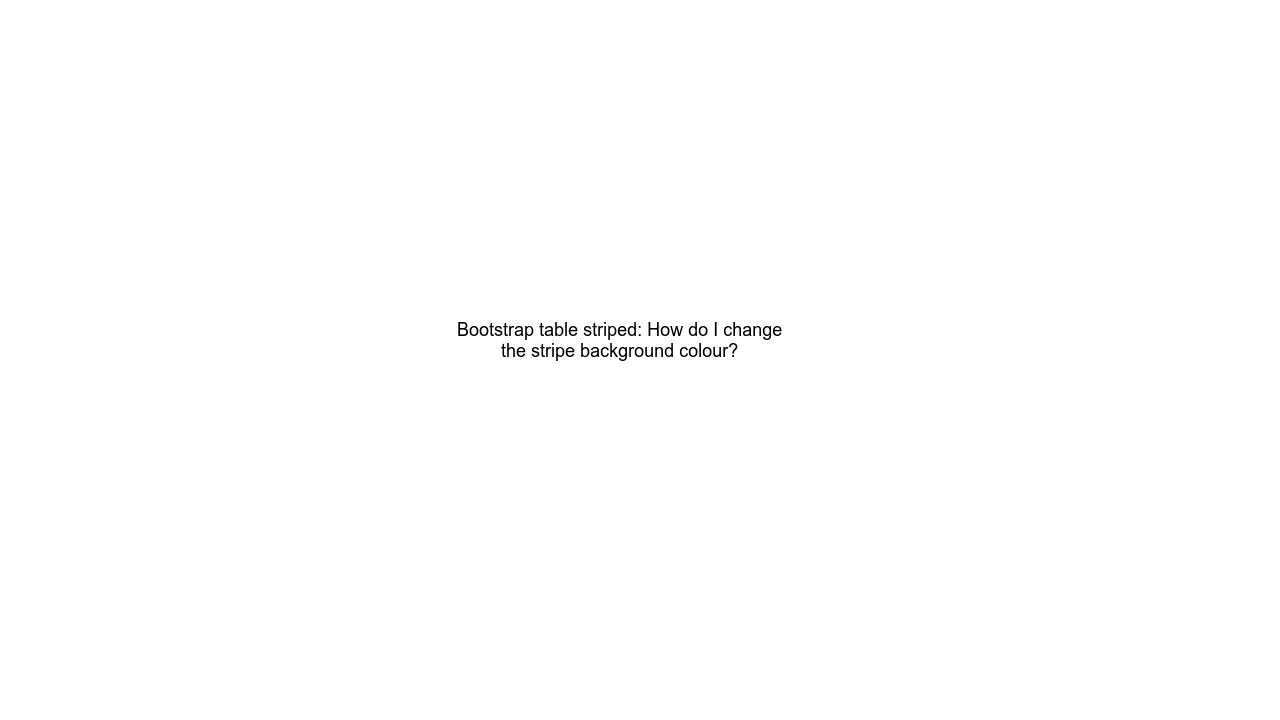 Bootstrap table striped: How do I change
the stripe background colour?